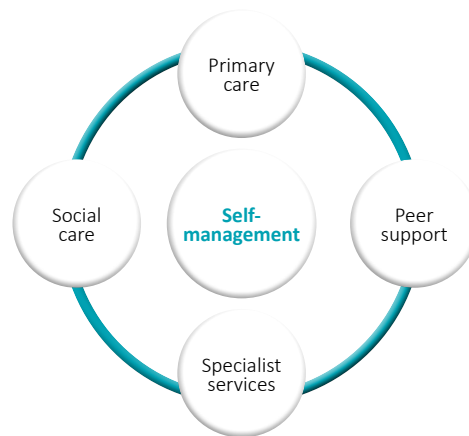 Primary
care
Social
care
Self-
management
Peer
support
Specialist
services